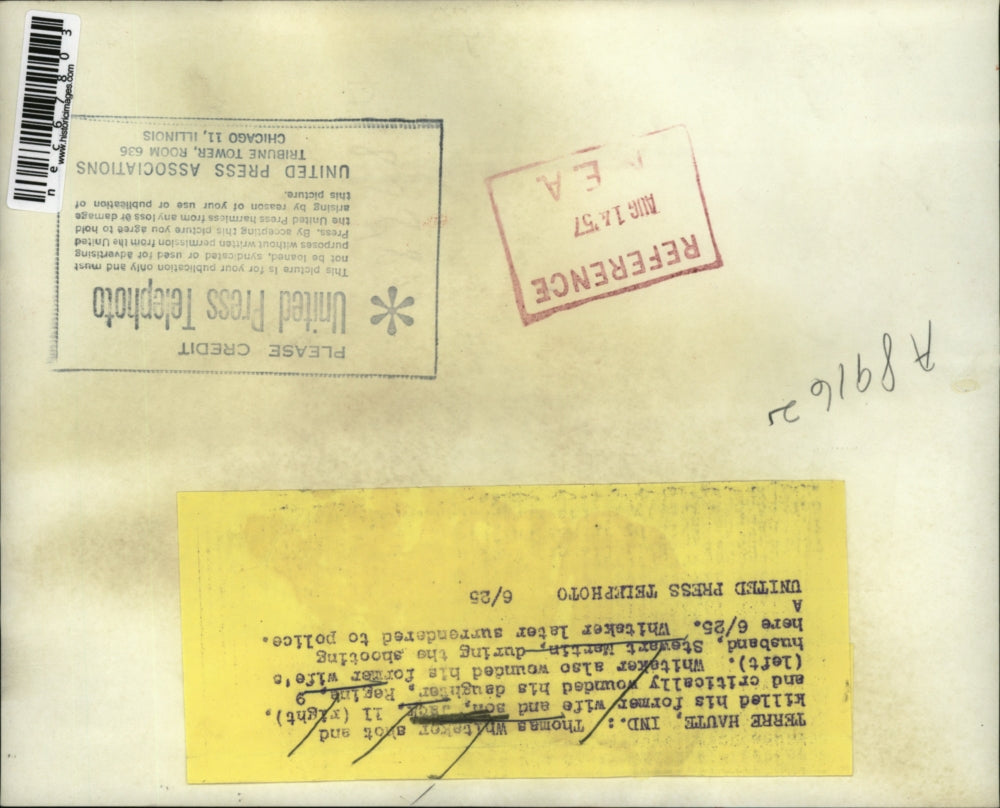 nec67803
www.historicimages.com
PLEASE CREDIT
United Press Telephoto
This picture is for your publication only and must
not be loaned, syndicated or used for advertising
purposes without written permission from the United
Press. By accepting this picture you agree to hold
the United Press harmless from any loss or damage
arising by reason of your use or publication of
this picture.
UNITED PRESS ASSOCIATIONS
TRIBUNE TOWER, ROOM 636
CHICAGO 11, ILLINOIS
REFERENCE
AUG 14 '57
N E A
A 8916
TERRE HAUTE, IND.: Thomas Whitaker shot and
killed his former wife and son, Jack 11 (right),
and critically wounded his daughter, Regina, 9
(left). Whitaker also wounded his former wife's
husband, Stewart Martin, during the shooting
here 6/25. Whitaker later surrendered to police.
A
UNITED PRESS TELEPHOTO 6/25